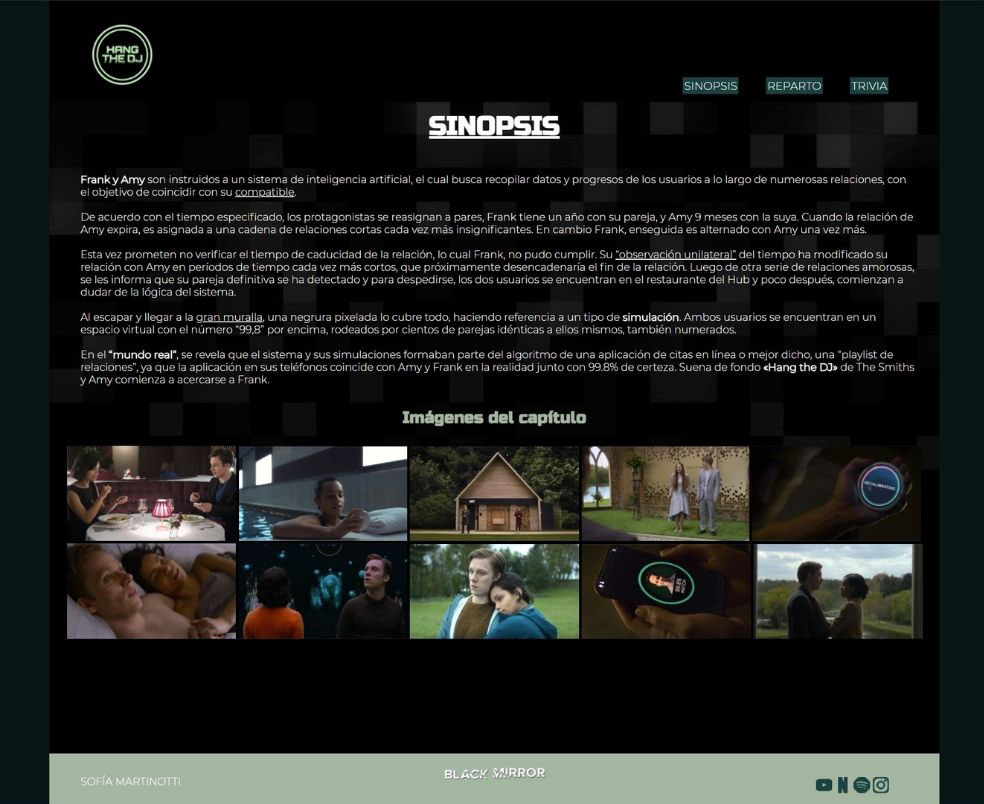 HANG
THE DJ
SINOPSIS REPARTO TRIVIA
SINOPSIS
Frank y Amy son instruidos a un sistema de inteligencia artificial, el cual busca recopilar datos y progresos de los usuarios a lo largo de numerosas relaciones, con
el objetivo de coincidir con su compatible.
De acuerdo con el tiempo especificado, los protagonistas se reasignan a pares, Frank tiene un año con su pareja, y Amy 9 meses con la suya. Cuando la relación de
Amy expira, es asignada a una cadena de relaciones cortas cada vez más insignificantes. En cambio Frank, enseguida es alternado con Amy una vez más.
Esta vez prometen no verificar el tiempo de caducidad de la relación, lo cual Frank, no pudo cumplir. Su “observación unilateral” del tiempo ha modificado su
relación con Amy en períodos de tiempo cada vez más cortos, que próximamente desencadenaría el fin de la relación. Luego de otra serie de relaciones amorosas,
se les informa que su pareja definitiva se ha detectado y para despedirse, los dos usuarios se encuentran en el restaurante del Hub y poco después, comienzan a
dudar de la lógica del sistema.
Al escapar y llegar a la gran muralla, una negrura pixelada lo cubre todo, haciendo referencia a un tipo de simulación. Ambos usuarios se encuentran en un
espacio virtual con el número “99,8” por encima, rodeados por cientos de parejas idénticas a ellos mismos, también numerados.
En el “mundo real”, se revela que el sistema y sus simulaciones formaban parte del algoritmo de una aplicación de citas en línea o mejor dicho, una “playlist de
relaciones”, ya que la aplicación en sus teléfonos coincide con Amy y Frank en la realidad junto con 99.8% de certeza. Suena de fondo «Hang the DJ» de The Smiths
y Amy comienza a acercarse a Frank.
Imágenes del capítulo
RECALIBRATING
99.8%
SOFÍA MARTINOTTI
BLACK MIRROR